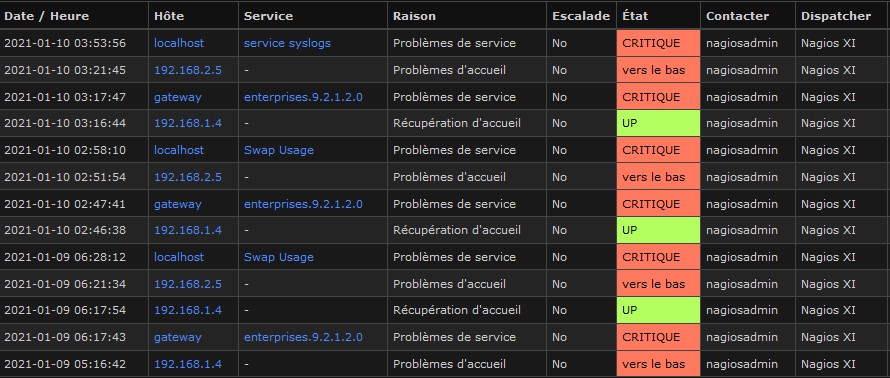 Date / Heure Hôte Service Raison Escalade État Contacter Dispatcher
2021-01-10 03:53:56 localhost service syslogs Problèmes de service No CRITIQUE nagiosadmin Nagios XI
2021-01-10 03:21:45 192.168.2.5 - Problèmes d'accueil No vers le bas nagiosadmin Nagios XI
2021-01-10 03:17:47 gateway enterprises.9.2.1.2.0 Problèmes de service No CRITIQUE nagiosadmin Nagios XI
2021-01-10 03:16:44 192.168.1.4 - Récupération d'accueil No UP nagiosadmin Nagios XI
2021-01-10 02:58:10 localhost Swap Usage Problèmes de service No CRITIQUE nagiosadmin Nagios XI
2021-01-10 02:51:54 192.168.2.5 - Problèmes d'accueil No vers le bas nagiosadmin Nagios XI
2021-01-10 02:47:41 gateway enterprises.9.2.1.2.0 Problèmes de service No CRITIQUE nagiosadmin Nagios XI
2021-01-10 02:46:38 192.168.1.4 - Récupération d'accueil No UP nagiosadmin Nagios XI
2021-01-09 06:28:12 localhost Swap Usage Problèmes de service No CRITIQUE nagiosadmin Nagios XI
2021-01-09 06:21:34 192.168.2.5 - Problèmes d'accueil No vers le bas nagiosadmin Nagios XI
2021-01-09 06:17:54 192.168.1.4 - Récupération d'accueil No UP nagiosadmin Nagios XI
2021-01-09 06:17:43 gateway enterprises.9.2.1.2.0 Problèmes de service No CRITIQUE nagiosadmin Nagios XI
2021-01-09 05:16:42 192.168.1.4 - Problèmes d'accueil No vers le bas nagiosadmin Nagios XI